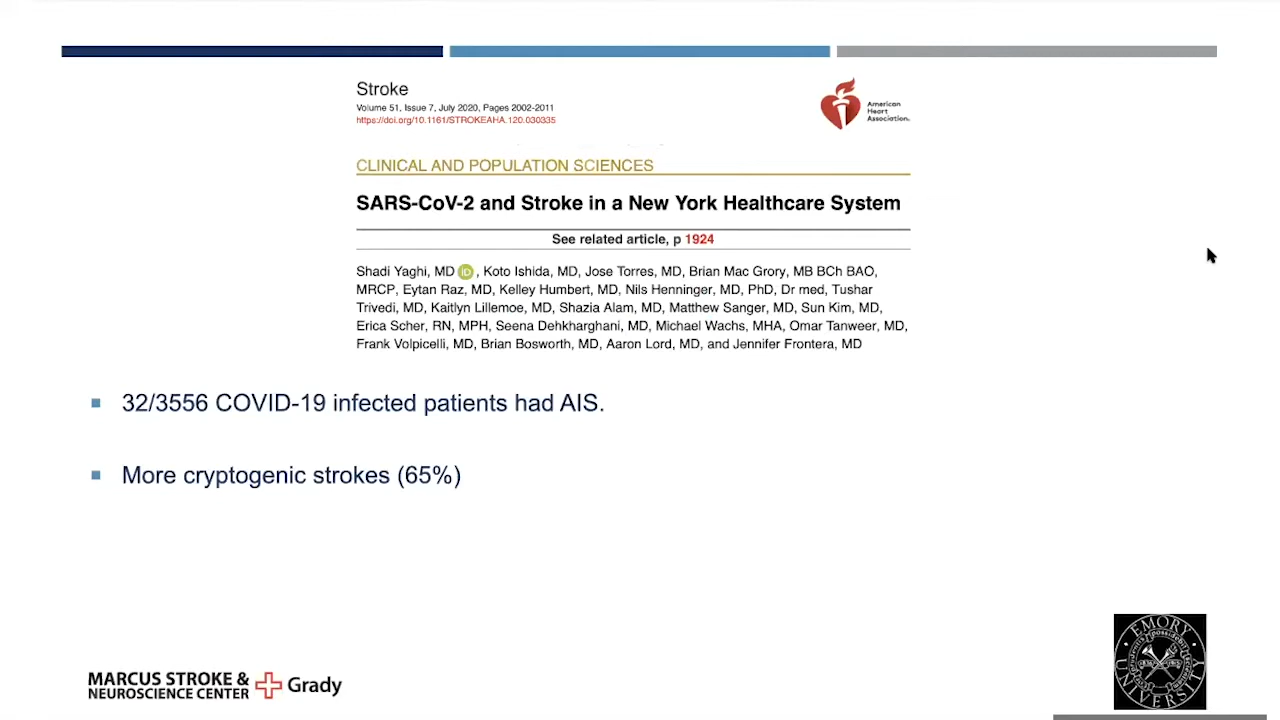 Stroke
Volume 51, Issue 7, July 2020, Pages 2002-2011
https://doi.org/10.1161/STROKEAHA.120.030335
American
Heart
Association.
CLINICAL AND POPULATION SCIENCES
SARS-CoV-2 and Stroke in a New York Healthcare System
See related article, p 1924
Shadi Yaghi, MD iD , Koto Ishida, MD, Jose Torres, MD, Brian Mac Grory, MB BCh BAO,
MRCP, Eytan Raz, MD, Kelley Humbert, MD, Nils Henninger, MD, PhD, Dr med, Tushar
Trivedi, MD, Kaitlyn Lillemoe, MD, Shazia Alam, MD, Matthew Sanger, MD, Sun Kim, MD,
Erica Scher, RN, MPH, Seena Dehkharghani, MD, Michael Wachs, MHA, Omar Tanweer, MD,
Frank Volpicelli, MD, Brian Bosworth, MD, Aaron Lord, MD, and Jennifer Frontera, MD
32/3556 COVID-19 infected patients had AIS.
More cryptogenic strokes (65%)
MARCUS STROKE &
NEUROSCIENCE CENTER
Grady
EMORY
UNIVERSITY